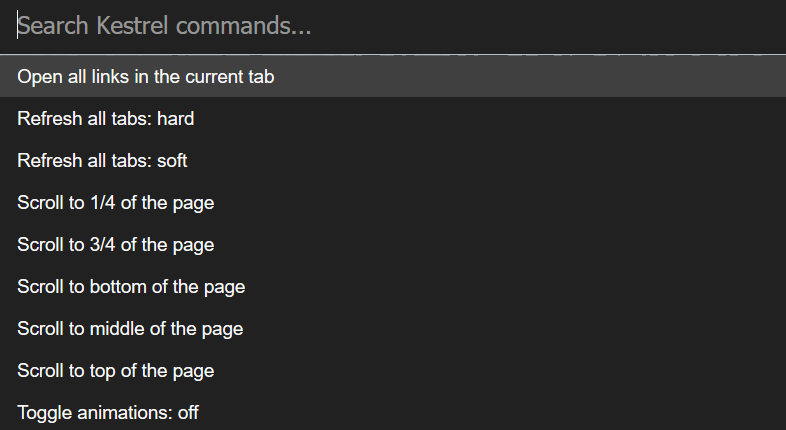 Search Kestrel commands...
Open all links in the current tab
Refresh all tabs: hard
Refresh all tabs: soft
Scroll to 1/4 of the page
Scroll to 3/4 of the page
Scroll to bottom of the page
Scroll to middle of the page
Scroll to top of the page
Toggle animations: off